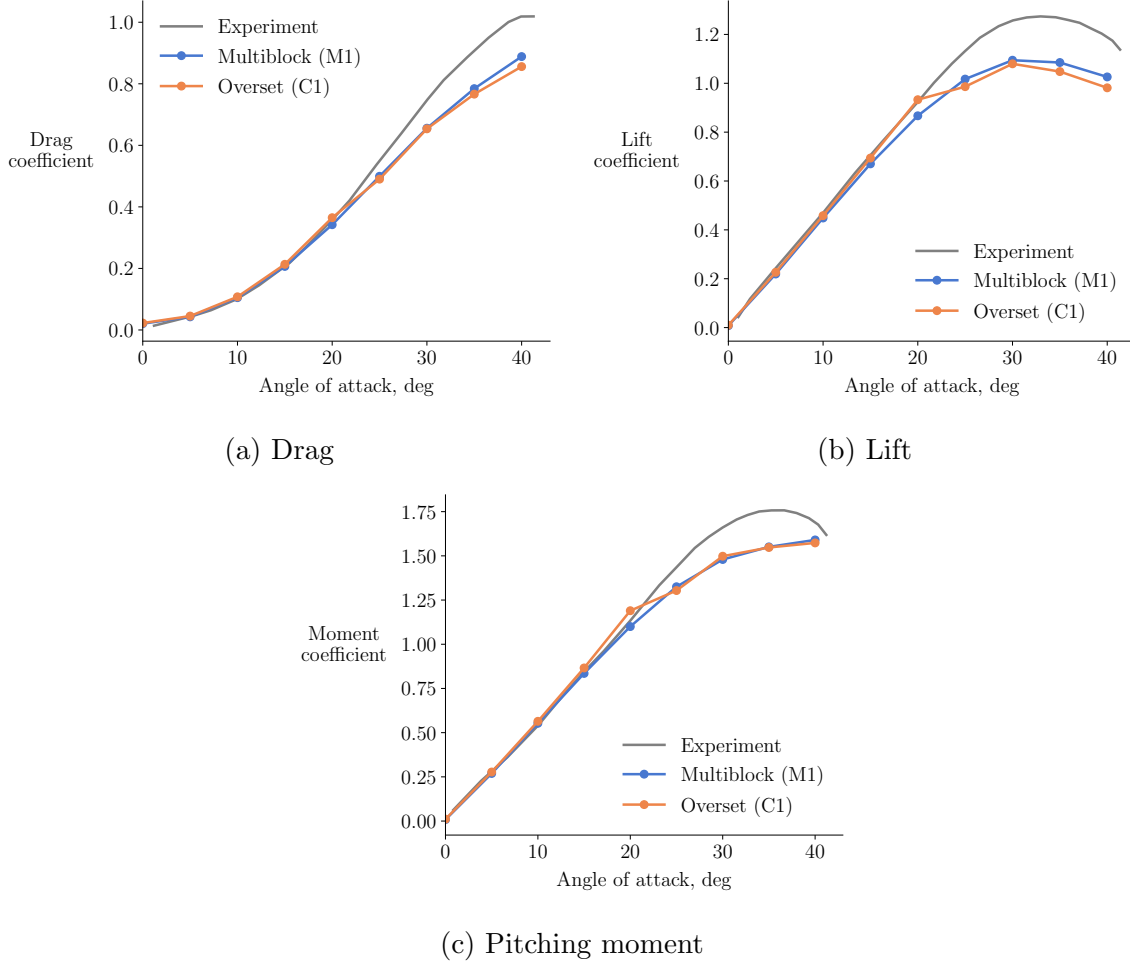 1.0
0.8
0.6
0.4
0.2
0.0
Drag
coefficient
Experiment
Multiblock (M1)
Overset (C1)
0 10 20 30 40
Angle of attack, deg
(a) Drag
1.2
1.0
0.8
0.6
0.4
0.2
0.0
Lift
coefficient
Experiment
Multiblock (M1)
Overset (C1)
0 10 20 30 40
Angle of attack, deg
(b) Lift
1.75
1.50
1.25
1.00
0.75
0.50
0.25
0.00
Moment
coefficient
Experiment
Multiblock (M1)
Overset (C1)
0 10 20 30 40
Angle of attack, deg
(c) Pitching moment